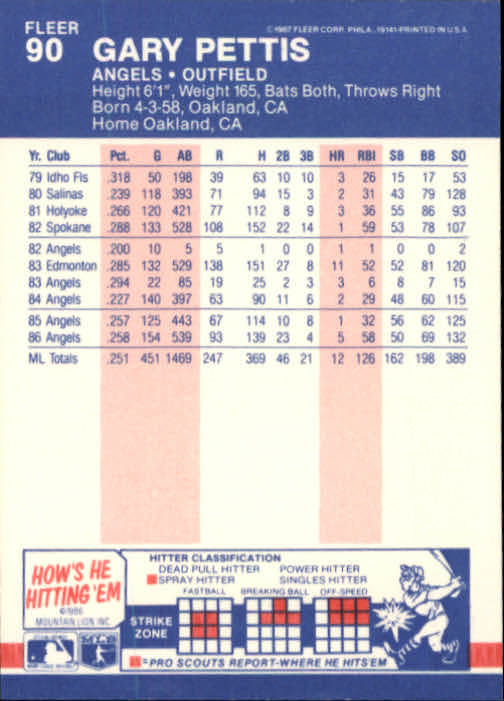 FLEER
90 GARY PETTIS
© 1987 FLEER CORP. PHILA., 19141-PRINTED IN U.S.A.
ANGELS • OUTFIELD
Height 6'1", Weight 165, Bats Both, Throws Right
Born 4-3-58, Oakland, CA
Home Oakland, CA
Yr. Club Pct. G AB R H 2B 3B HR RBI SB BB SO
79 Idho Fls .318 50 198 39 63 10 10 3 26 15 17 53
80 Salinas .239 118 393 71 94 15 3 2 31 43 79 128
81 Holyoke .266 120 421 77 112 8 9 3 36 55 86 93
82 Spokane .288 133 528 108 152 22 14 1 59 53 78 107
82 Angels .200 10 5 5 1 0 0 1 1 0 0 2
83 Edmonton .285 132 529 138 151 27 8 11 52 52 81 120
83 Angels .294 22 85 19 25 2 3 3 6 8 7 15
84 Angels .227 140 397 63 90 11 6 2 29 48 60 115
85 Angels .257 125 443 67 114 10 8 1 32 56 62 125
86 Angels .258 154 539 93 139 23 4 5 58 50 69 132
ML Totals .251 451 1469 247 369 46 21 12 126 162 198 389
HOW'S HE
HITTING 'EM
©1986
MOUNTAIN LION INC.
HITTER CLASSIFICATION
DEAD PULL HITTER POWER HITTER
SPRAY HITTER SINGLES HITTER
FASTBALL BREAKING BALL OFF-SPEED
STRIKE
ZONE
=PRO SCOUTS REPORT-WHERE HE HITS'EM